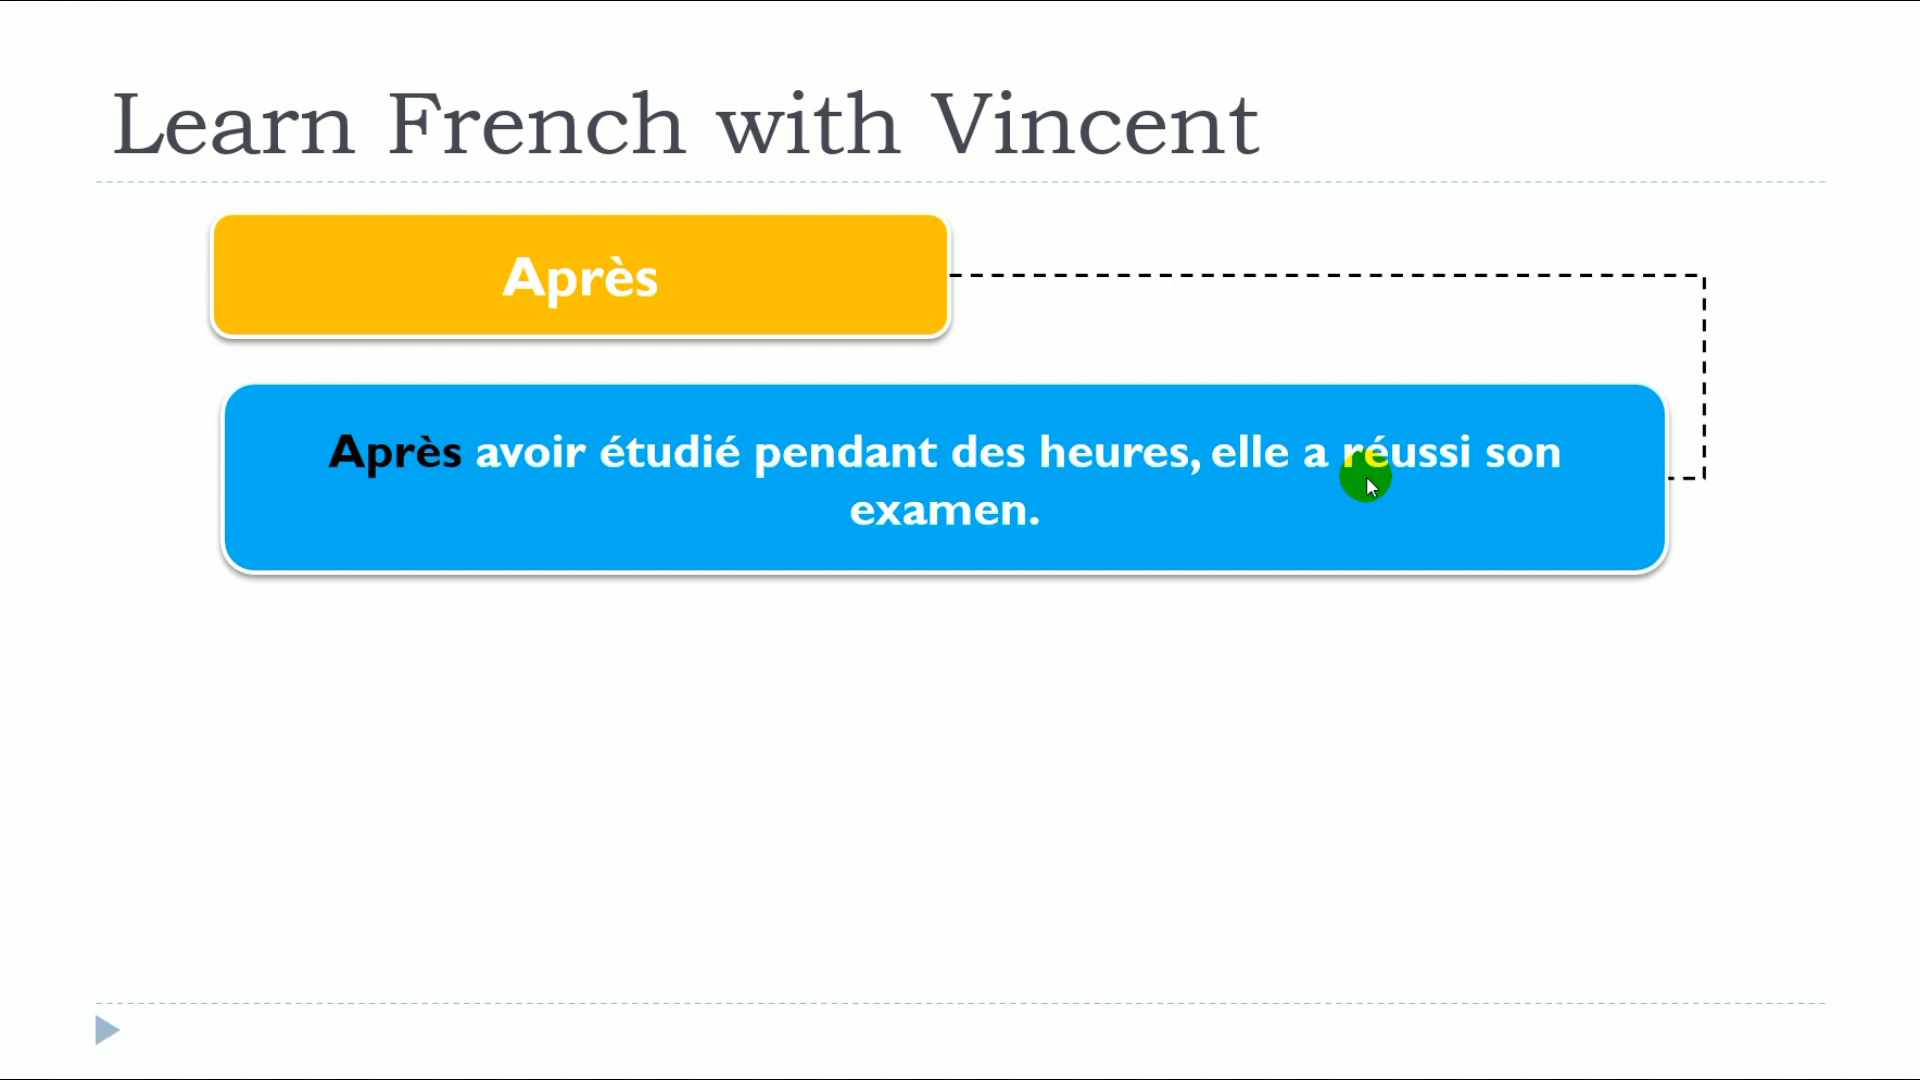 Learn French with Vincent
Après
Après avoir étudié pendant des heures, elle a réussi son
examen.